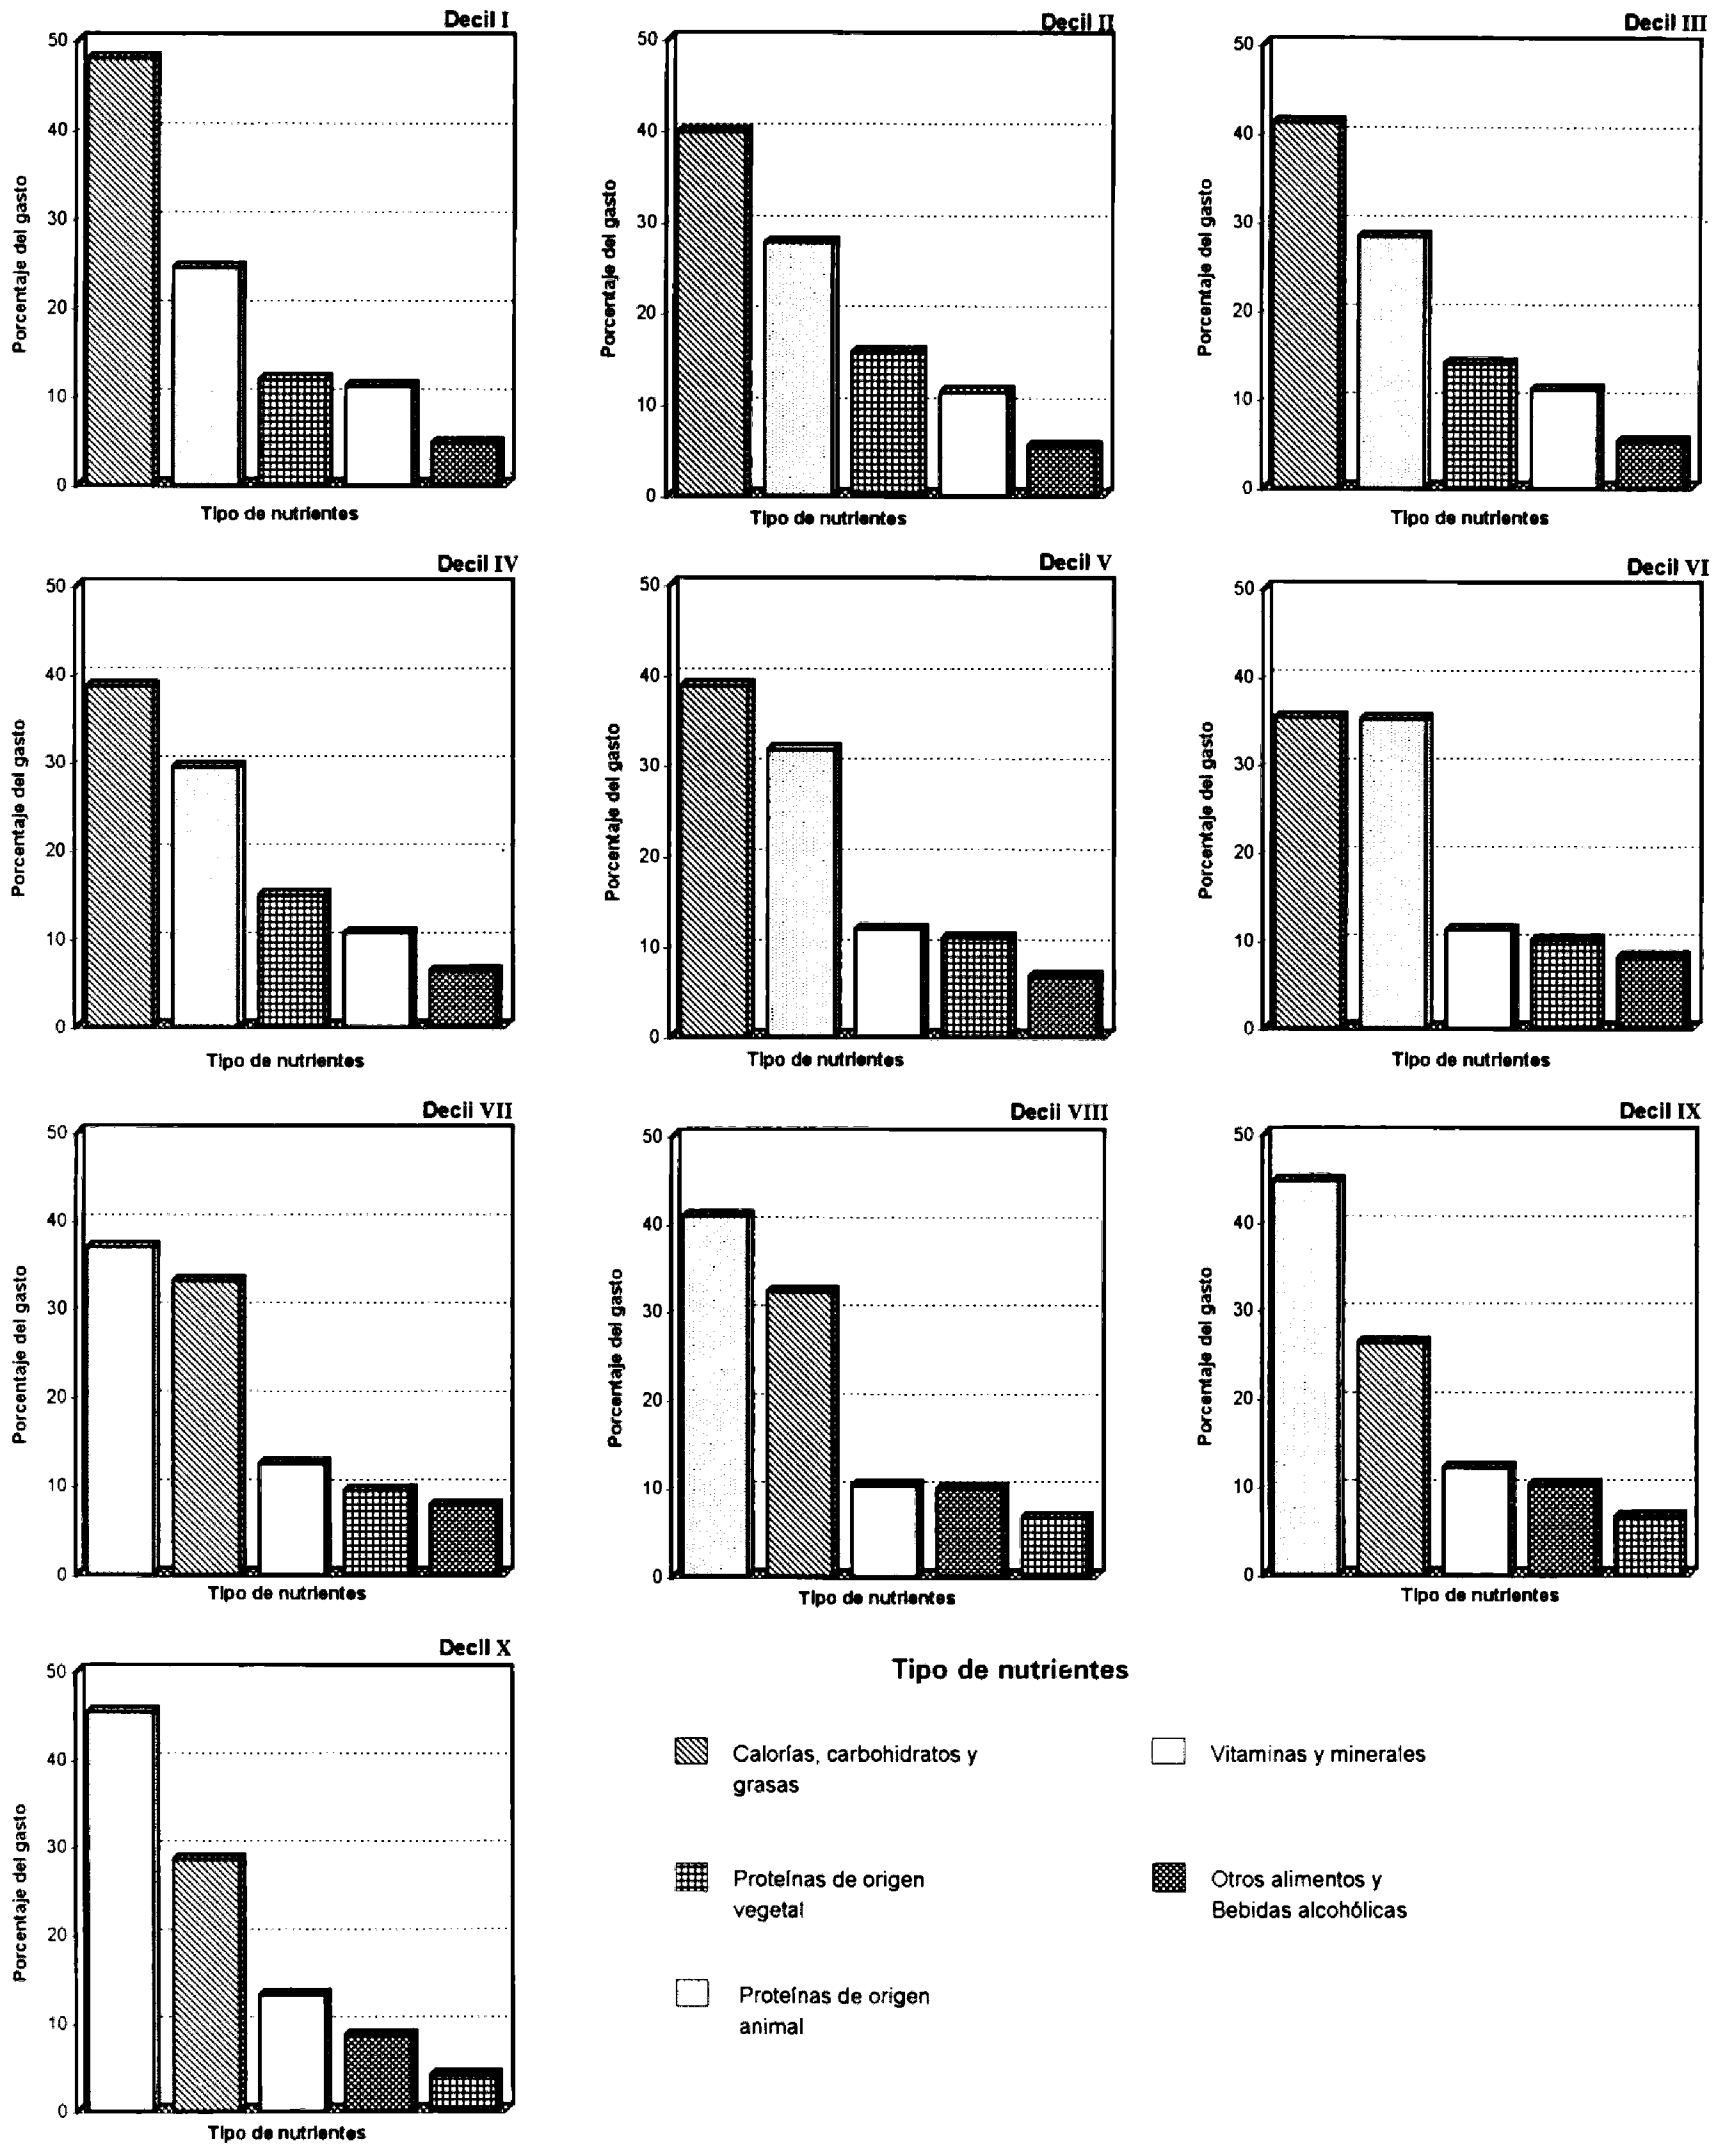 Decil I
50
40
30
20
10
0
Porcentaje del gasto
Tipo de nutrientes
Decil II
50
40
30
20
10
0
Porcentaje del gasto
Tipo de nutrientes
Decil III
50
40
30
20
10
0
Porcentaje del gasto
Tipo de nutrientes
Decil IV
50
40
30
20
10
0
Porcentaje del gasto
Tipo de nutrientes
Decil V
50
40
30
20
10
0
Porcentaje del gasto
Tipo de nutrientes
Decil VI
50
40
30
20
10
0
Porcentaje del gasto
Tipo de nutrientes
Decil VII
50
40
30
20
10
0
Porcentaje del gasto
Tipo de nutrientes
Decil VIII
50
40
30
20
10
0
Porcentaje del gasto
Tipo de nutrientes
Decil IX
50
40
30
20
10
0
Porcentaje del gasto
Tipo de nutrientes
Decil X
50
40
30
20
10
0
Porcentaje del gasto
Tipo de nutrientes
Tipo de nutrientes
Calorías, carbohidratos y
grasas
Vitaminas y minerales
Proteínas de origen
vegetal
Otros alimentos y
Bebidas alcohólicas
Proteínas de origen
animal